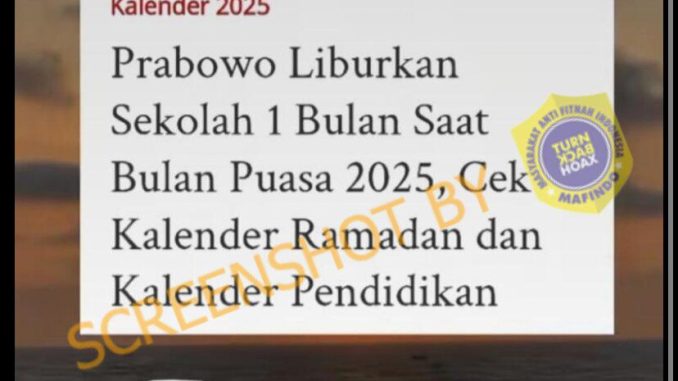 Kalender 2025
Prabowo Liburkan
Sekolah 1 Bulan Saat
Bulan Puasa 2025, Cek
Kalender Ramadan dan
Kalender Pendidikan
SCREENSHOT BY
MASYARAKAT ANTI FITNAH INDONESIA
TURN
BACK
HOAX
MAFINDO